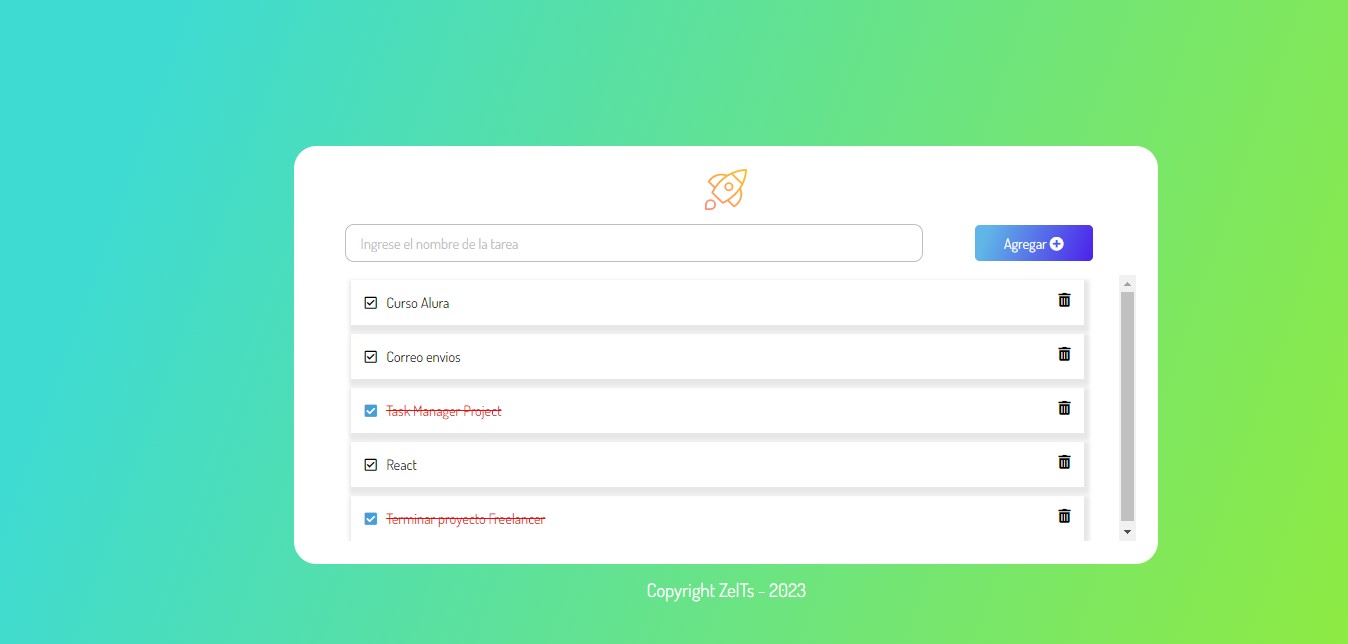 Ingrese el nombre de la tarea
Agregar
Curso Alura
Correo envios
Task Manager Project
React
Terminar proyecto Freelancer
Copyright ZeITs - 2023